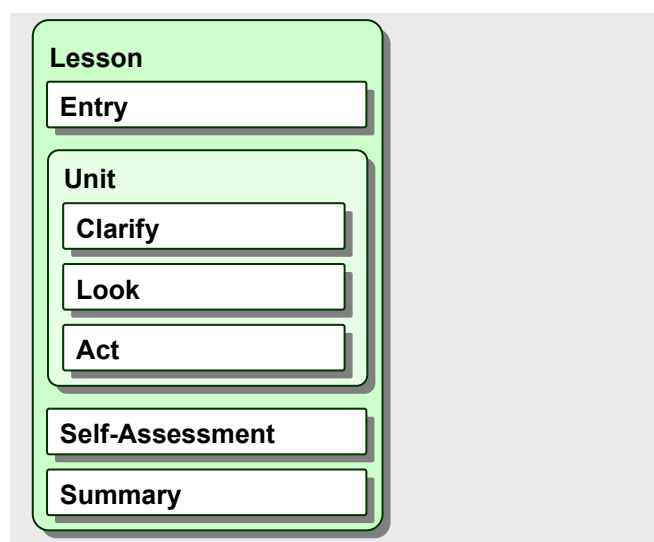 Lesson
Entry
Unit
Clarify
Look
Act
Self-Assessment
Summary